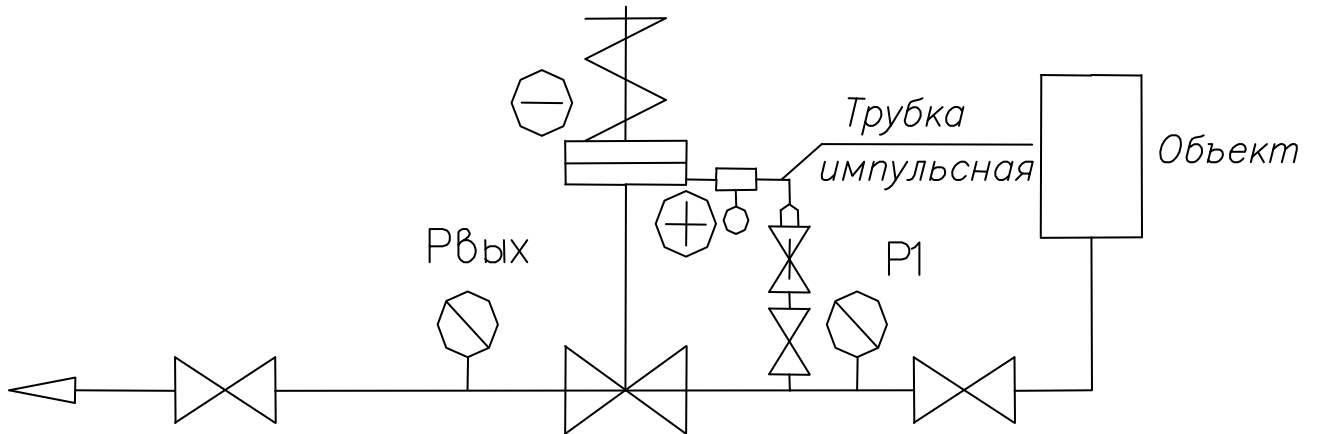 Трубка
импульсная
Объект
Рвых
Р1